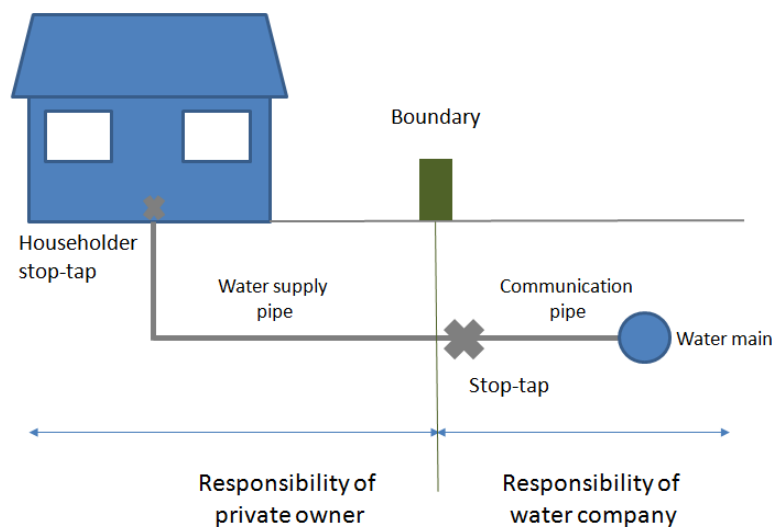 Boundary
Householder
stop-tap
Water supply
pipe
Communication
pipe
Water main
Stop-tap
Responsibility of
private owner
Responsibility of
water company